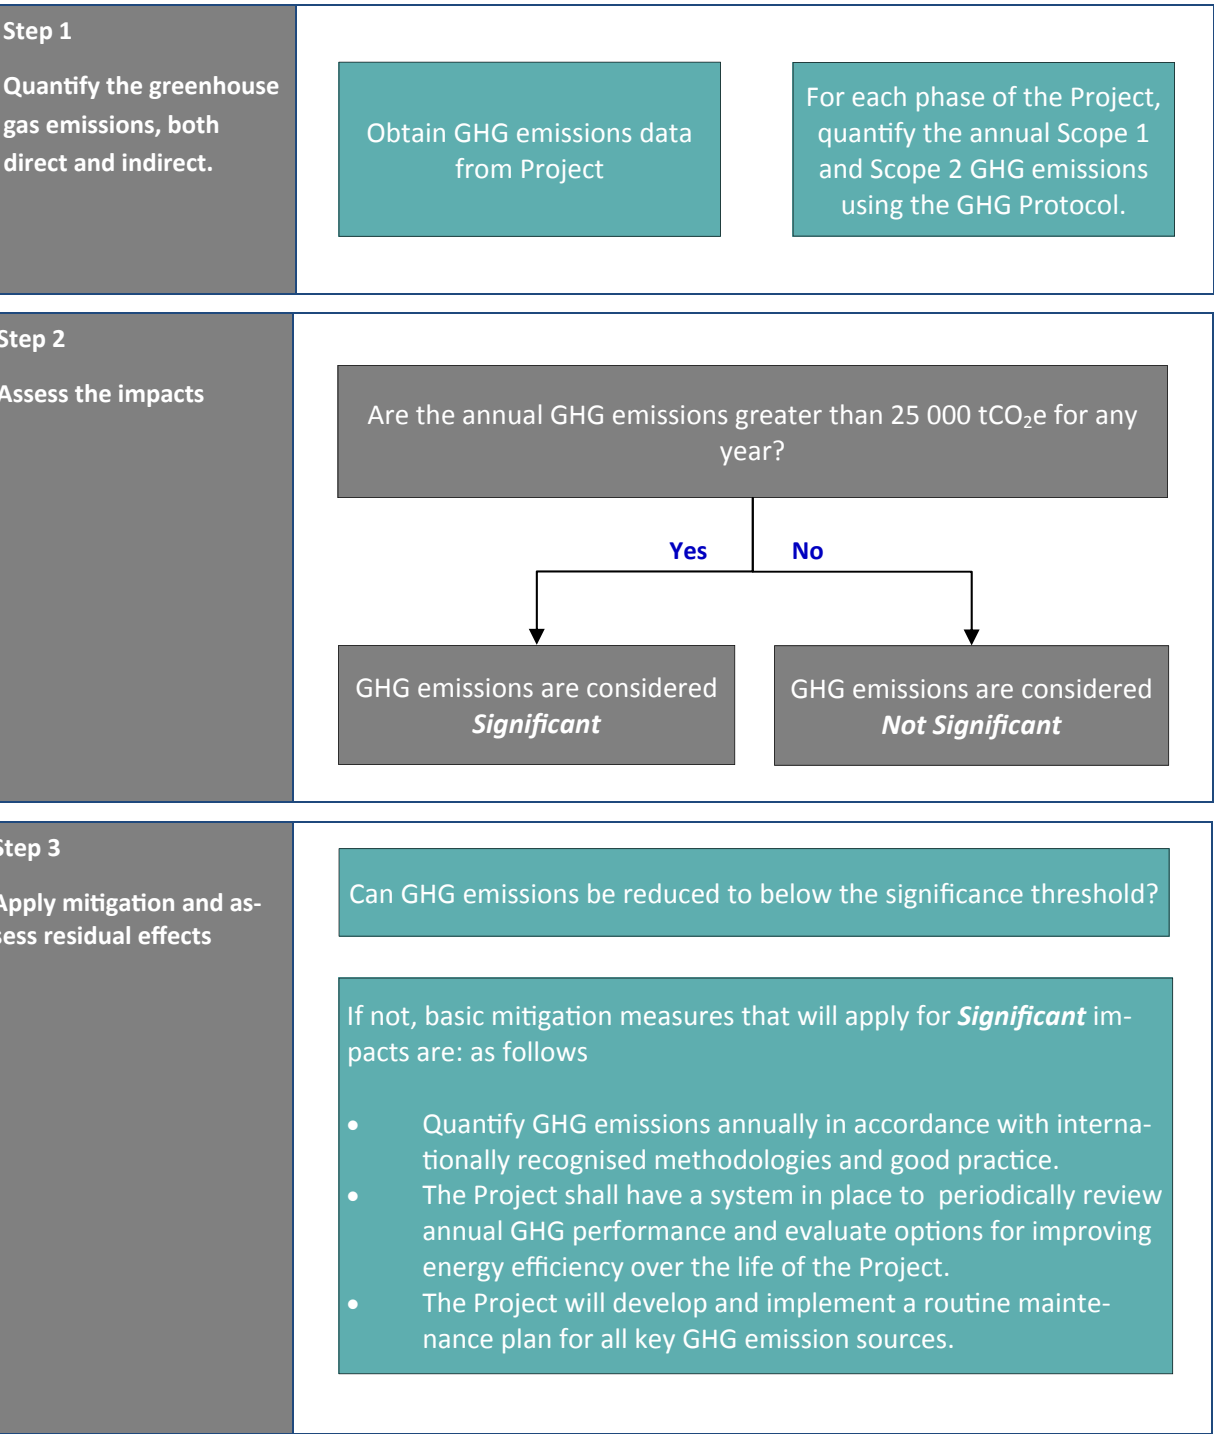 Step 1
Quantify the greenhouse
gas emissions, both
direct and indirect.
Obtain GHG emissions data
from Project
For each phase of the Project,
quantify the annual Scope 1
and Scope 2 GHG emissions
using the GHG Protocol.
Step 2
Assess the impacts
Are the annual GHG emissions greater than 25 000 tCO₂e for any
year?
Yes
No
GHG emissions are considered
Significant
GHG emissions are considered
Not Significant
Step 3
Apply mitigation and as-
sess residual effects
Can GHG emissions be reduced to below the significance threshold?
If not, basic mitigation measures that will apply for Significant im-
pacts are: as follows
• Quantify GHG emissions annually in accordance with interna-
tionally recognised methodologies and good practice.
• The Project shall have a system in place to  periodically review
annual GHG performance and evaluate options for improving
energy efficiency over the life of the Project.
• The Project will develop and implement a routine mainte-
nance plan for all key GHG emission sources.